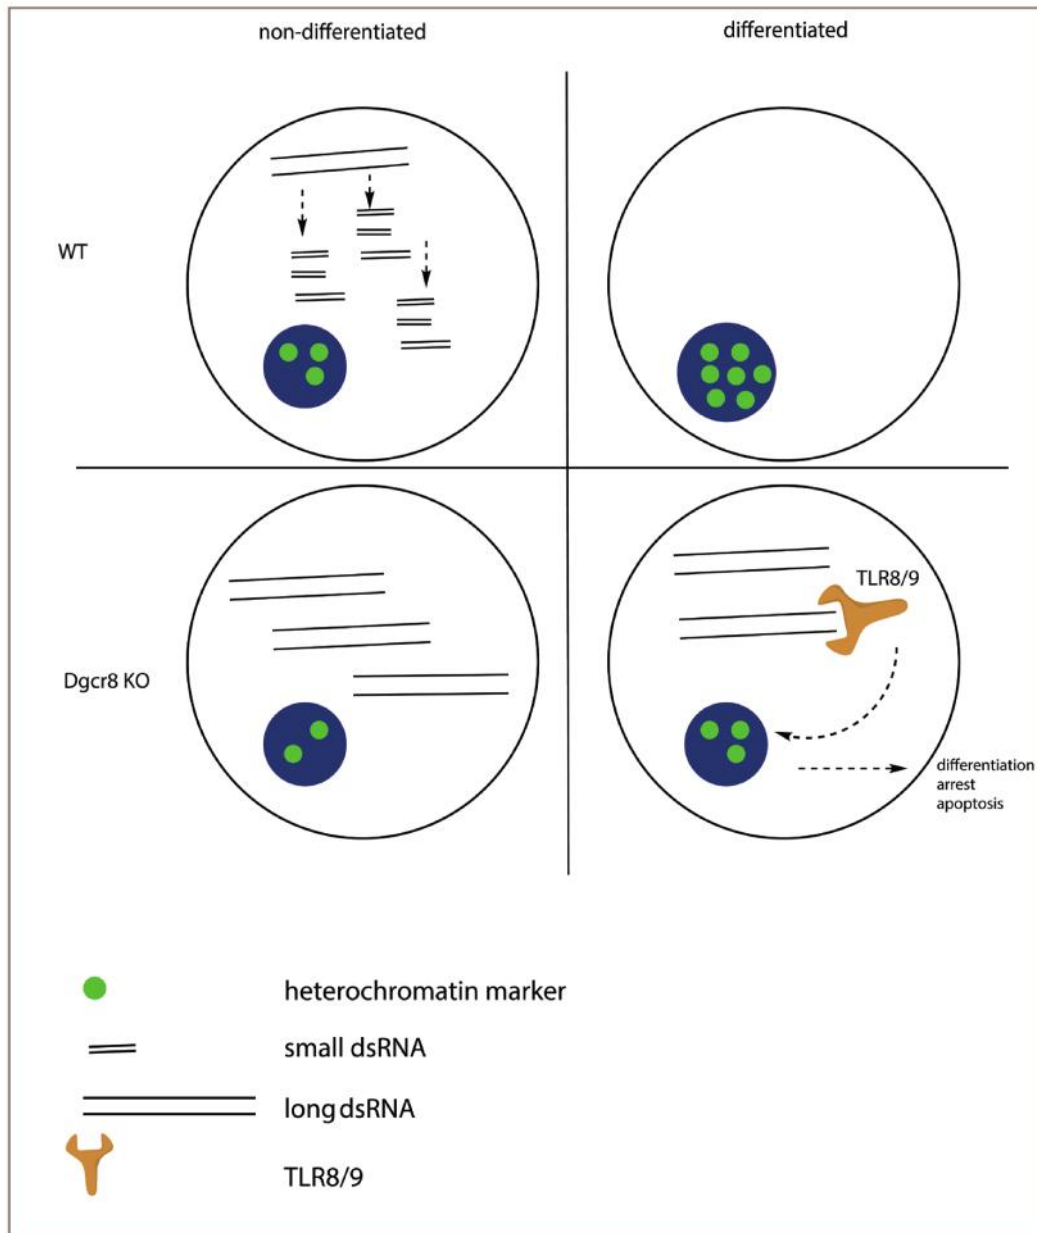 non-differentiated
differentiated
WT
TLR8/9
Dgcr8 KO
differentiation
arrest
apoptosis
heterochromatin marker
small dsRNA
long dsRNA
TLR8/9